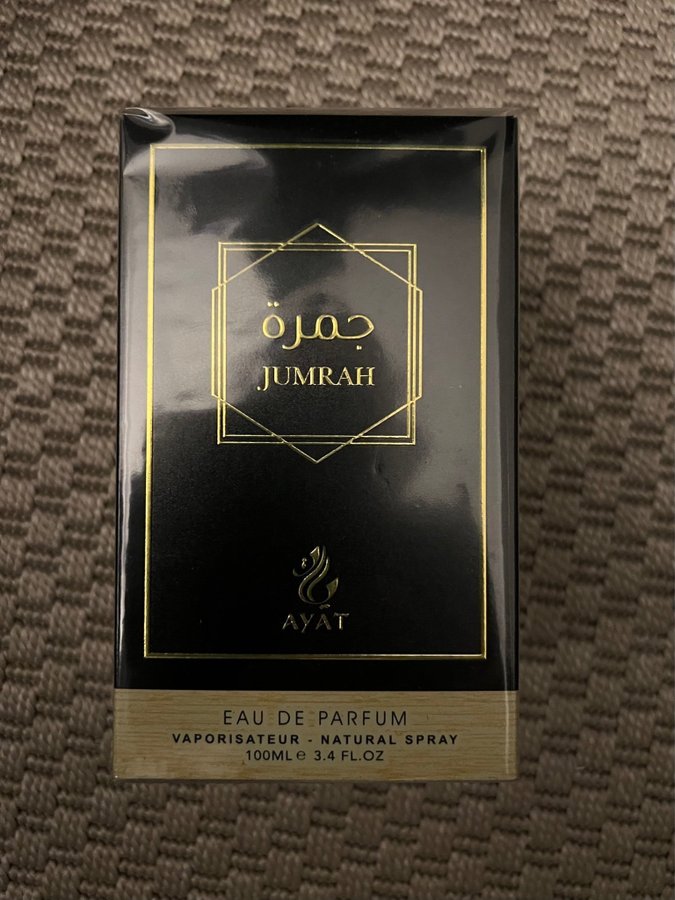 جمرة
JUMRAH
AYAT
EAU DE PARFUM
VAPORISATEUR - NATURAL SPRAY
100ML e 3.4 FL.OZ